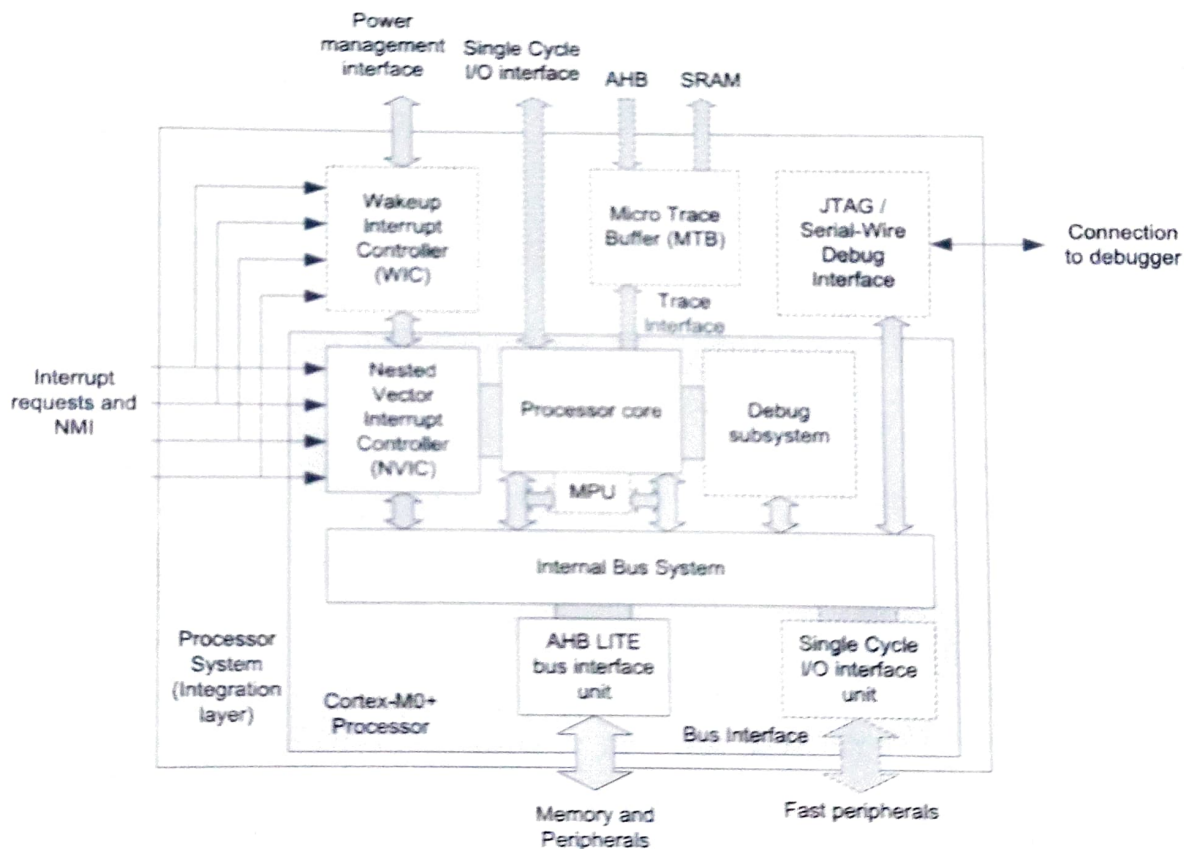 Power
management
interface
Single Cycle
I/O interface
AHB
SRAM
Wakeup
Interrupt
Controller
(WIC)
Micro Trace
Buffer (MTB)
JTAG /
Serial-Wire
Debug
Interface
Connection
to debugger
Trace
Interface
Interrupt
requests and
NMI
Nested
Vector
Interrupt
Controller
(NVIC)
Processor core
Debug
subsystem
MPU
Internal Bus System
Processor
System
(Integration
layer)
AHB LITE
bus interface
unit
Single Cycle
I/O interface
unit
Cortex-M0+
Processor
Bus Interface
Memory and
Peripherals
Fast peripherals